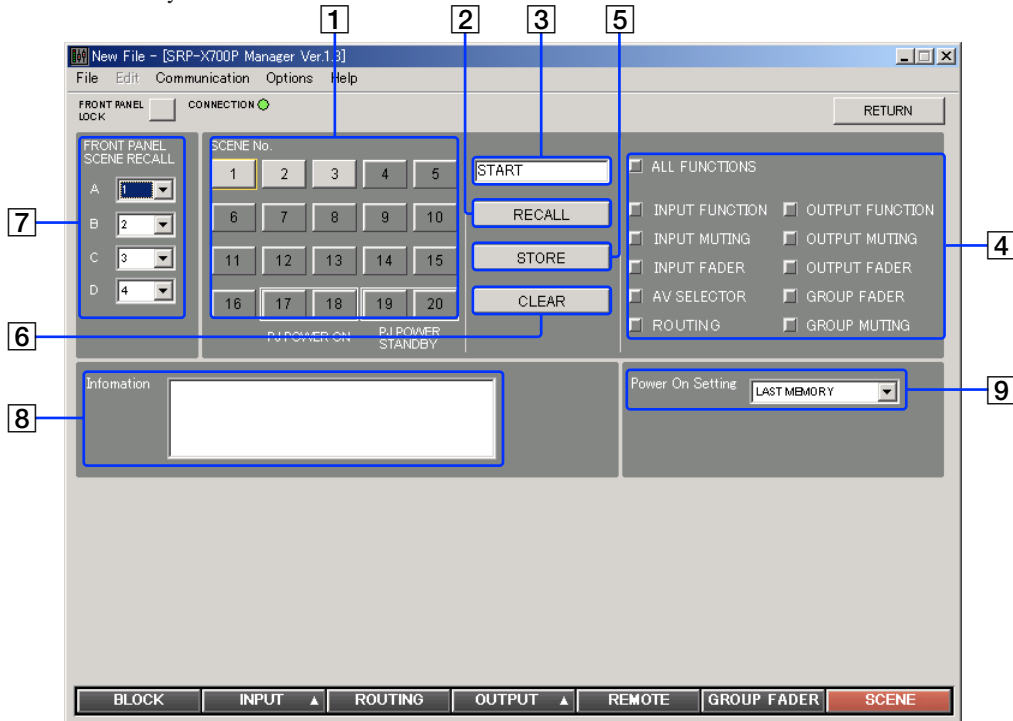 1 2 3 5
New File - [SRP-X700P Manager Ver.1.3]
File Edit Communication Options Help
FRONT PANEL LOCK
CONNECTION
RETURN
FRONT PANEL
SCENE RECALL
A 1
B 2
C 3
D 4
7
SCENE No.
1 2 3 4 5
6 7 8 9 10
11 12 13 14 15
16 17 18 19 20
PJ POWER ON
PJ POWER
STANDBY
START
RECALL
STORE
CLEAR
6
ALL FUNCTIONS
INPUT FUNCTION OUTPUT FUNCTION
INPUT MUTING OUTPUT MUTING
INPUT FADER OUTPUT FADER
AV SELECTOR GROUP FADER
ROUTING GROUP MUTING
4
Infomation
8
Power On Setting LAST MEMORY
9
BLOCK INPUT ▲ ROUTING OUTPUT ▲ REMOTE GROUP FADER SCENE